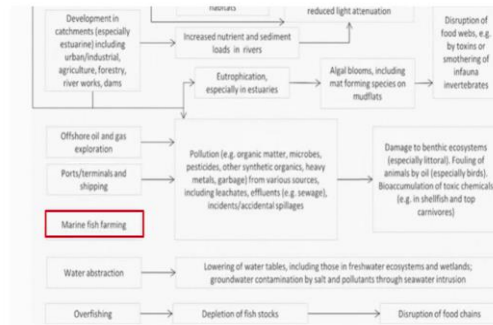 habitats
reduced light attenuation
Development in
catchments (especially
estuarine) including
urban/industrial,
agriculture, forestry,
river works, dams
Increased nutrient and sediment
loads in rivers
Disruption of
food webs, e.g.
by toxins or
smothering of
infauna
invertebrates
Eutrophication,
especially in estuaries
Algal blooms, including
mat forming species on
mudflats
Offshore oil and gas
exploration
Ports/terminals and
shipping
Marine fish farming
Pollution (e.g. organic matter, microbes,
pesticides, other synthetic organics, heavy
metals, garbage) from various sources,
including leachates, effluents (e.g. sewage),
incidents/accidental spillages
Damage to benthic ecosystems
(especially littoral). Fouling of
animals by oil (especially birds).
Bioaccumulation of toxic chemicals
(e.g. in shellfish and top
carnivores)
Water abstraction
Lowering of water tables, including those in freshwater ecosystems and wetlands;
groundwater contamination by salt and pollutants through seawater intrusion
Overfishing
Depletion of fish stocks
Disruption of food chains